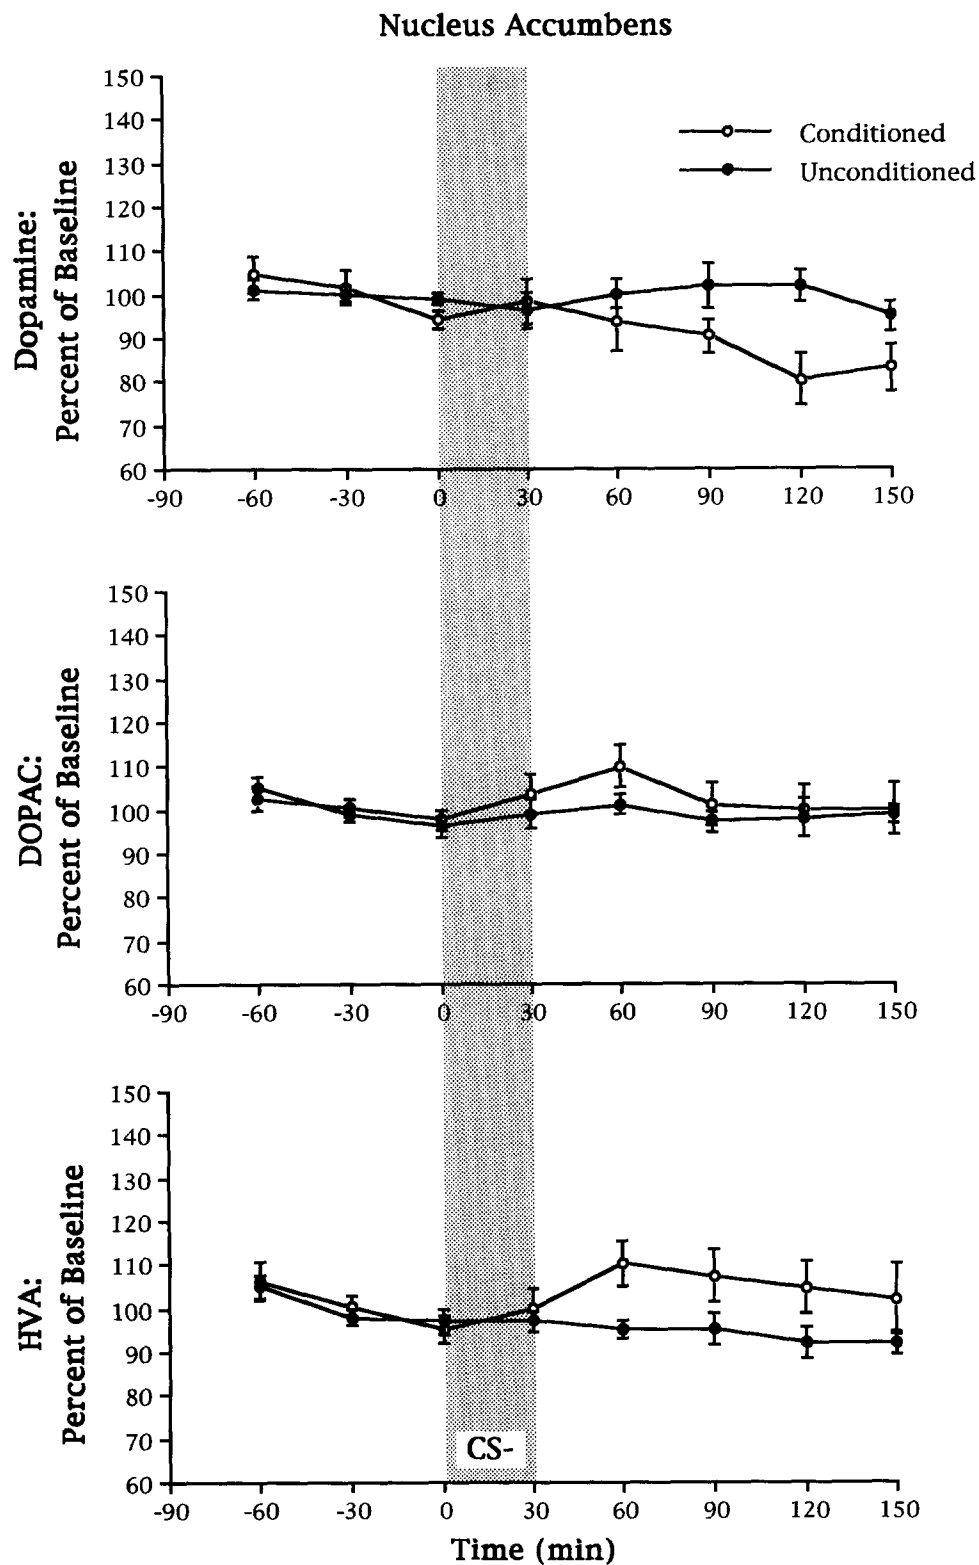 Nucleus Accumbens
Conditioned
Unconditioned
Dopamine:
Percent of Baseline
150
140
130
120
110
100
90
80
70
60
-90 -60 -30 0 30 60 90 120 150
DOPAC:
Percent of Baseline
150
140
130
120
110
100
90
80
70
60
-90 -60 -30 0 30 60 90 120 150
HVA:
Percent of Baseline
150
140
130
120
110
100
90
80
70
60
CS-
-90 -60 -30 0 30 60 90 120 150
Time (min)